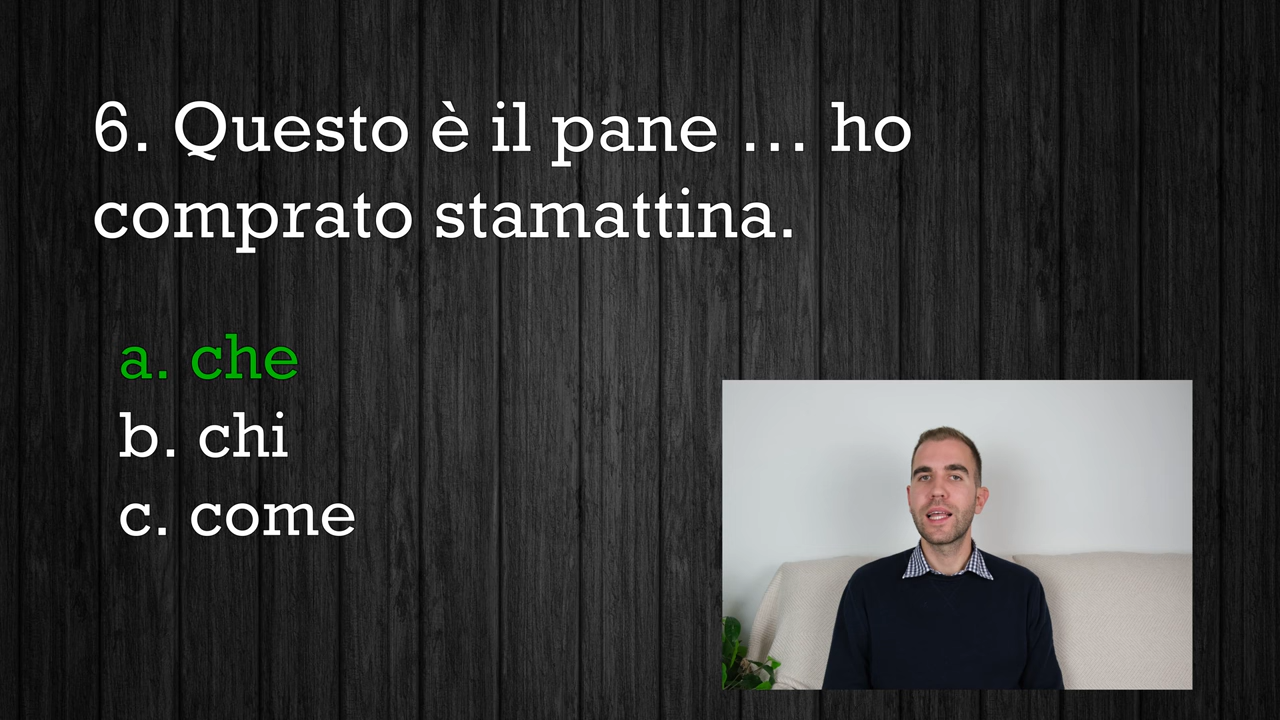 6. Questo è il pane ... ho
comprato stamattina.
a. che
b. chi
c. come